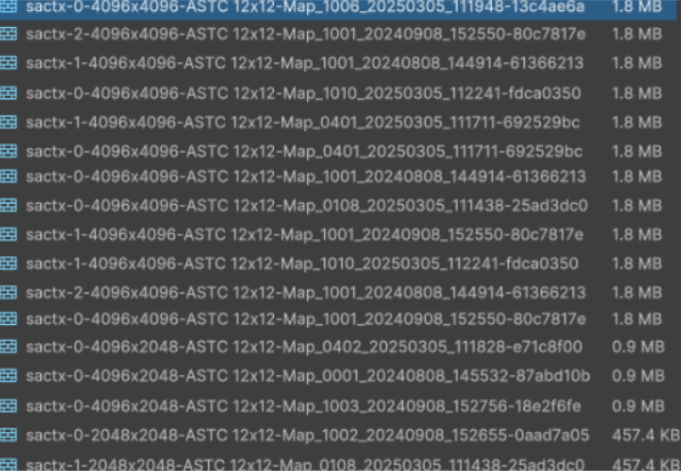 sactx-0-4096x4096-ASTC 12x12-Map_1006_20250305_111948-13c4ae6a 1.8 MB
sactx-2-4096x4096-ASTC 12x12-Map_1001_20240908_152550-80c7817e 1.8 MB
sactx-1-4096x4096-ASTC 12x12-Map_1001_20240808_144914-61366213 1.8 MB
sactx-0-4096x4096-ASTC 12x12-Map_1010_20250305_112241-fdca0350 1.8 MB
sactx-1-4096x4096-ASTC 12x12-Map_0401_20250305_111711-692529bc 1.8 MB
sactx-0-4096x4096-ASTC 12x12-Map_0401_20250305_111711-692529bc 1.8 MB
sactx-0-4096x4096-ASTC 12x12-Map_1001_20240808_144914-61366213 1.8 MB
sactx-0-4096x4096-ASTC 12x12-Map_0108_20250305_111438-25ad3dc0 1.8 MB
sactx-1-4096x4096-ASTC 12x12-Map_1001_20240908_152550-80c7817e 1.8 MB
sactx-1-4096x4096-ASTC 12x12-Map_1010_20250305_112241-fdca0350 1.8 MB
sactx-2-4096x4096-ASTC 12x12-Map_1001_20240808_144914-61366213 1.8 MB
sactx-0-4096x4096-ASTC 12x12-Map_1001_20240908_152550-80c7817e 1.8 MB
sactx-0-4096x2048-ASTC 12x12-Map_0402_20250305_111828-e71c8f00 0.9 MB
sactx-0-4096x2048-ASTC 12x12-Map_0001_20240808_145532-87abd10b 0.9 MB
sactx-0-4096x2048-ASTC 12x12-Map_1003_20240908_152756-18e2f6fe 0.9 MB
sactx-0-2048x2048-ASTC 12x12-Map_1002_20240908_152655-0aad7a05 457.4 KB
sactx-1-2048x2048-ASTC 12x12-Map_0108_20250305_111438-25ad3dc0 457.4 KB